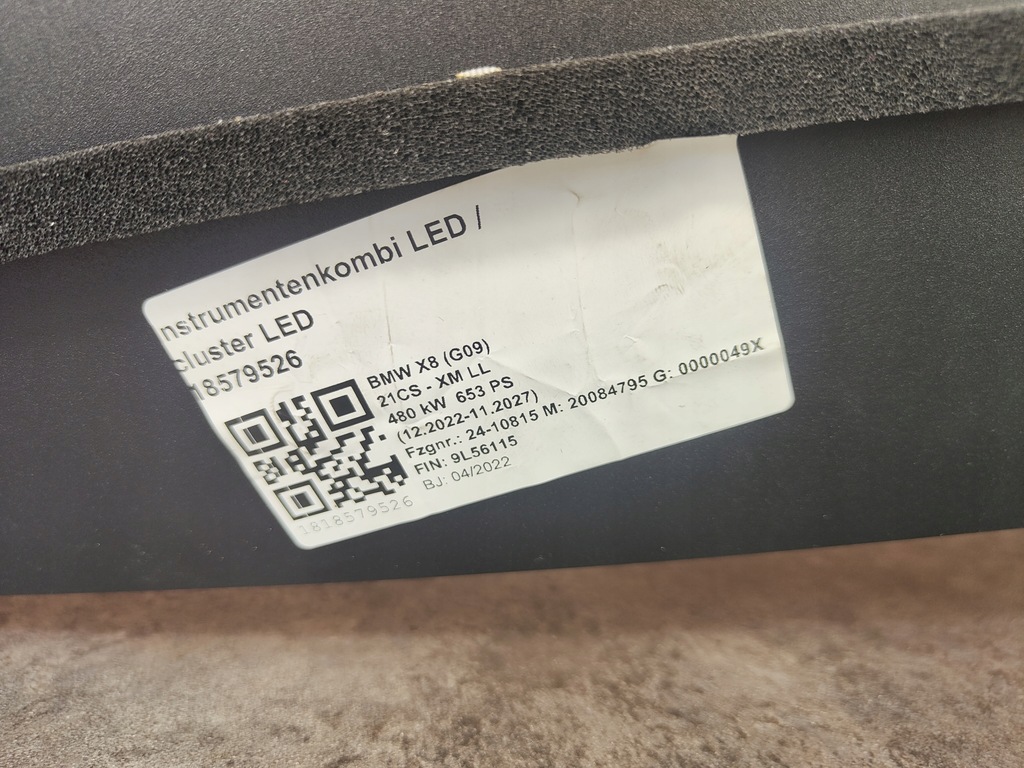 nstrumentenkombi LED /
cluster LED
18579526
BMW X8 (G09)
21CS - XM LL
480 kW 653 PS
(12.2022-11.2027)
Fzgnr.: 24-10815 M: 20084795 G: 0000049X
FIN: 9L56115
BJ: 04/2022
1818579526